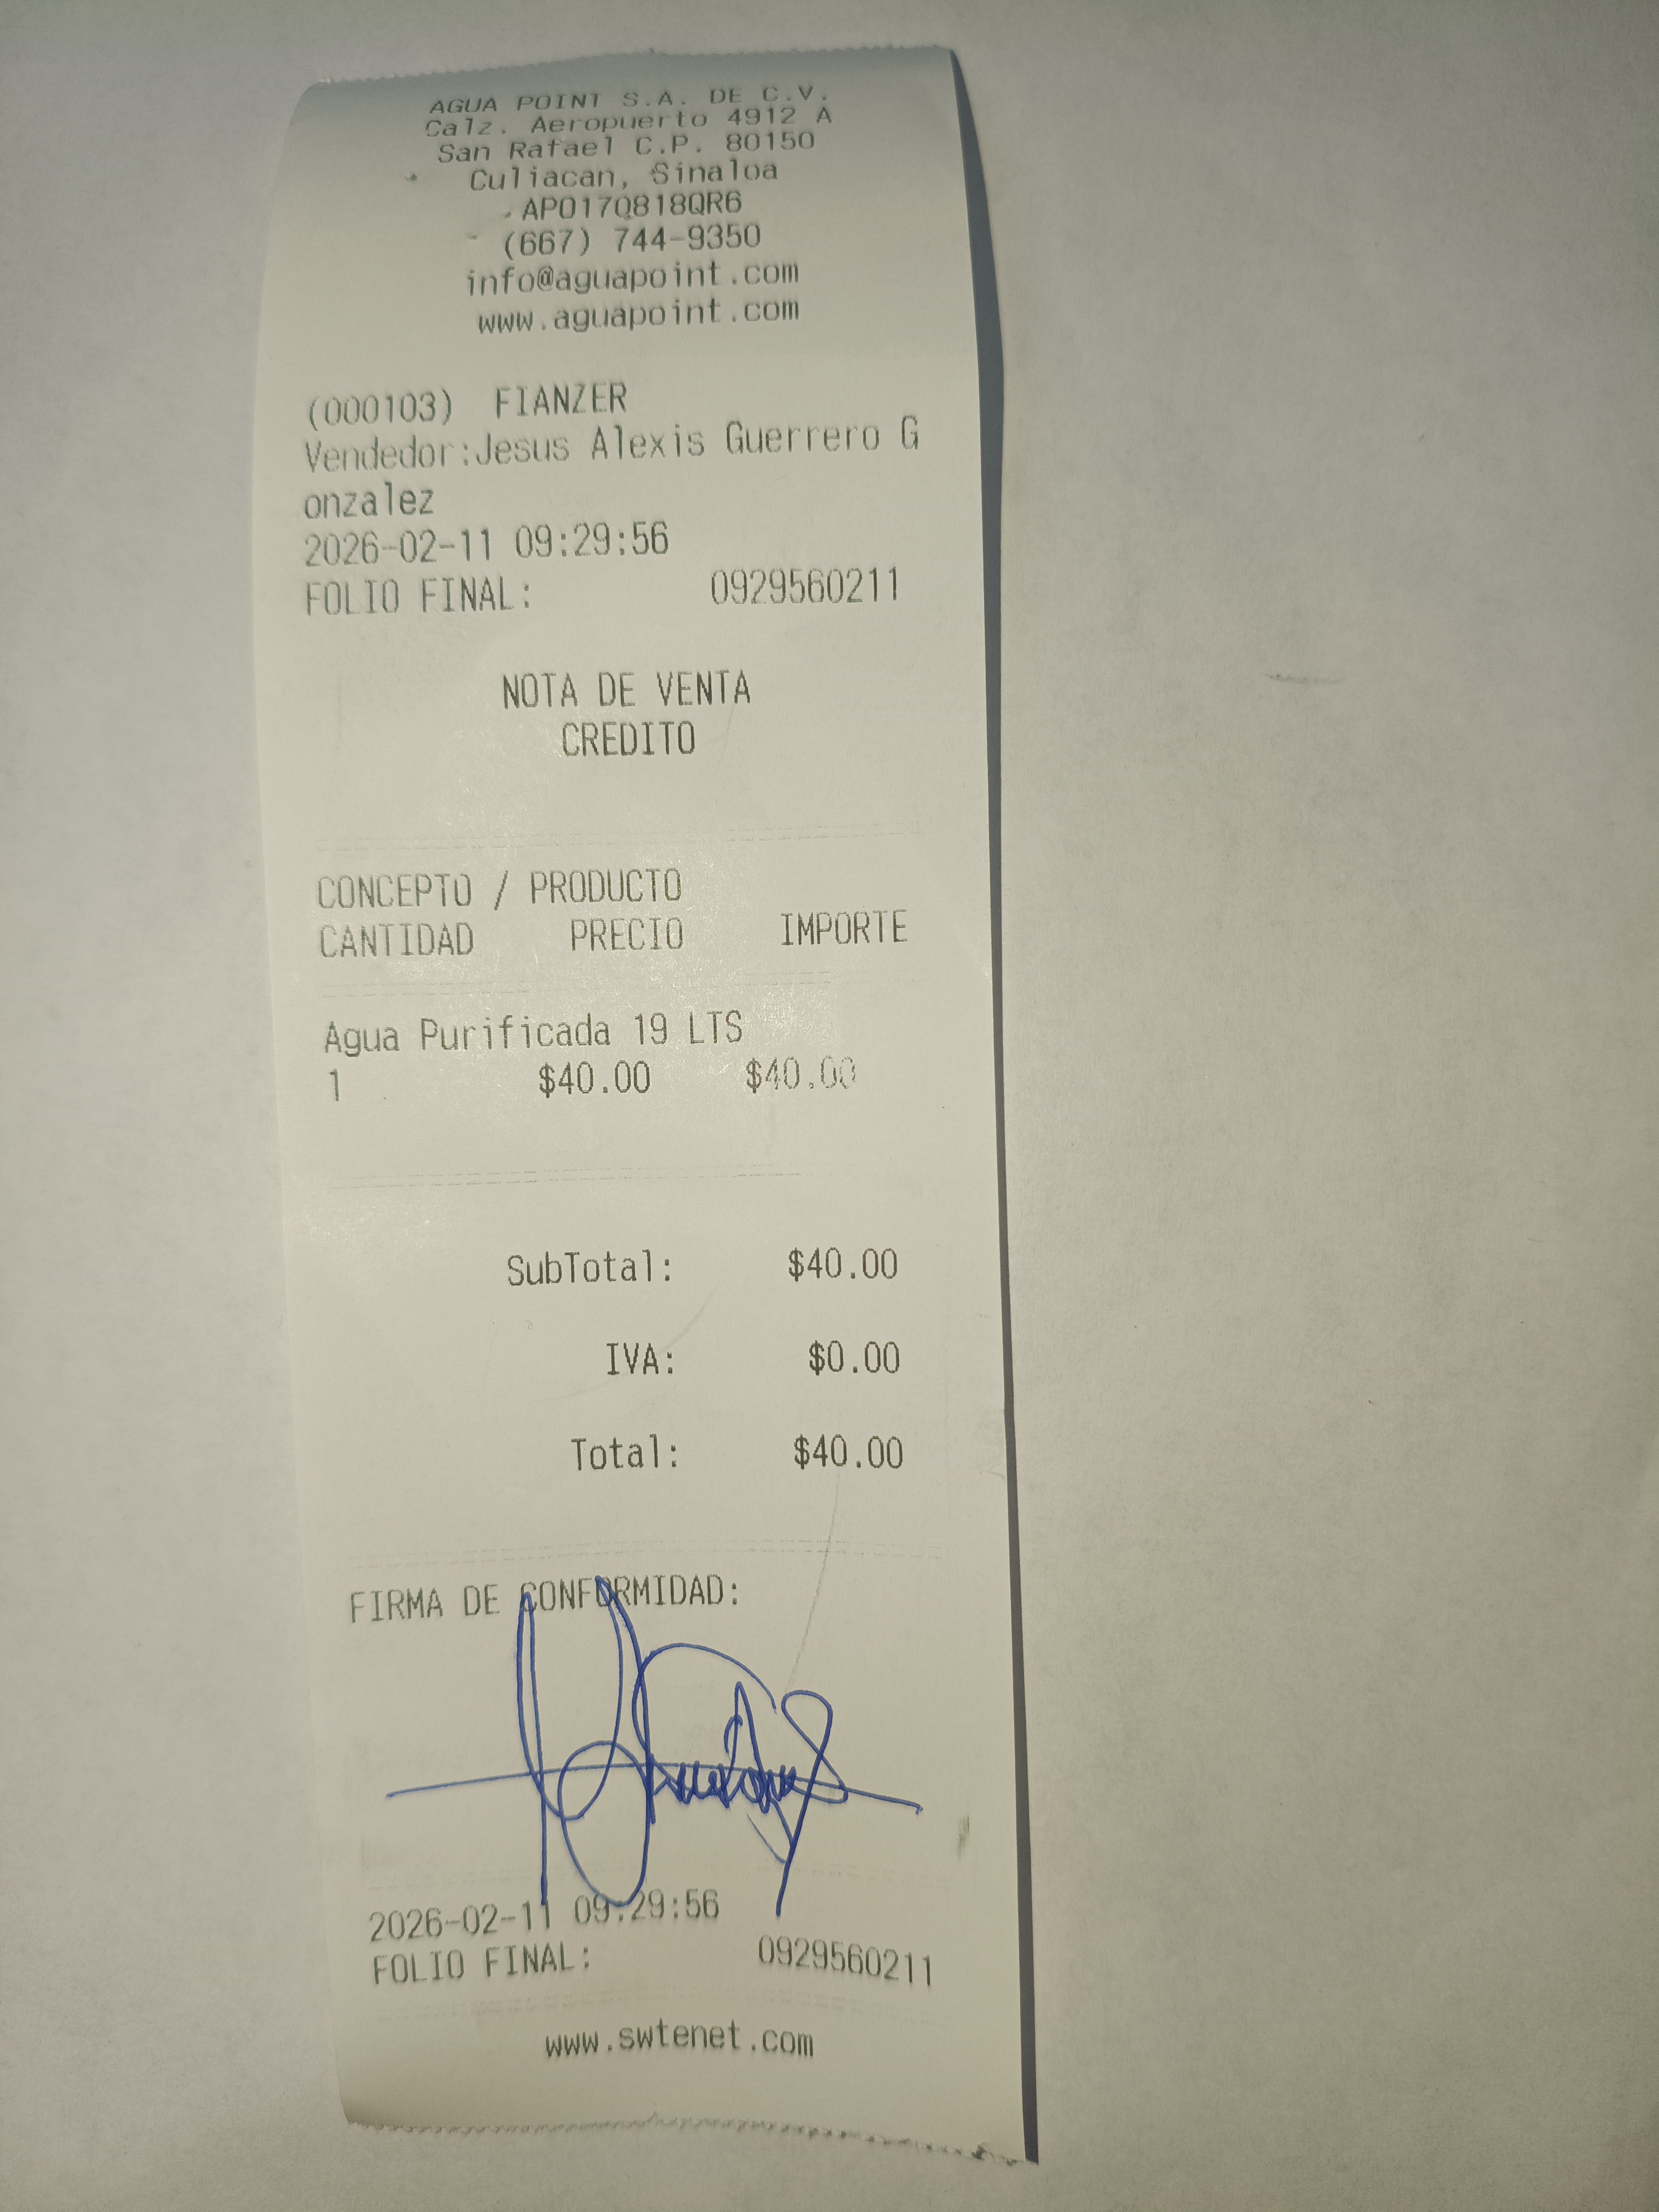 AGUA POINT S.A. DE C.V.
Calz. Aeropuerto 4912 A
San Rafael C.P. 80150
Culiacan, Sinaloa
APO170818QR6
(667) 744-9350
info@aguapoint.com
www.aguapoint.com
(000103) FIANZER
Vendedor:Jesus Alexis Guerrero G
onzalez
2026-02-11 09:29:56
FOLIO FINAL: 0929560211
NOTA DE VENTA
CREDITO
CONCEPTO / PRODUCTO
CANTIDAD PRECIO IMPORTE
Agua Purificada 19 LTS
1 $40.00 $40.00
SubTotal: $40.00
IVA: $0.00
Total: $40.00
FIRMA DE CONFORMIDAD:
2026-02-11 09:29:56
FOLIO FINAL: 0929560211
www.swtenet.com